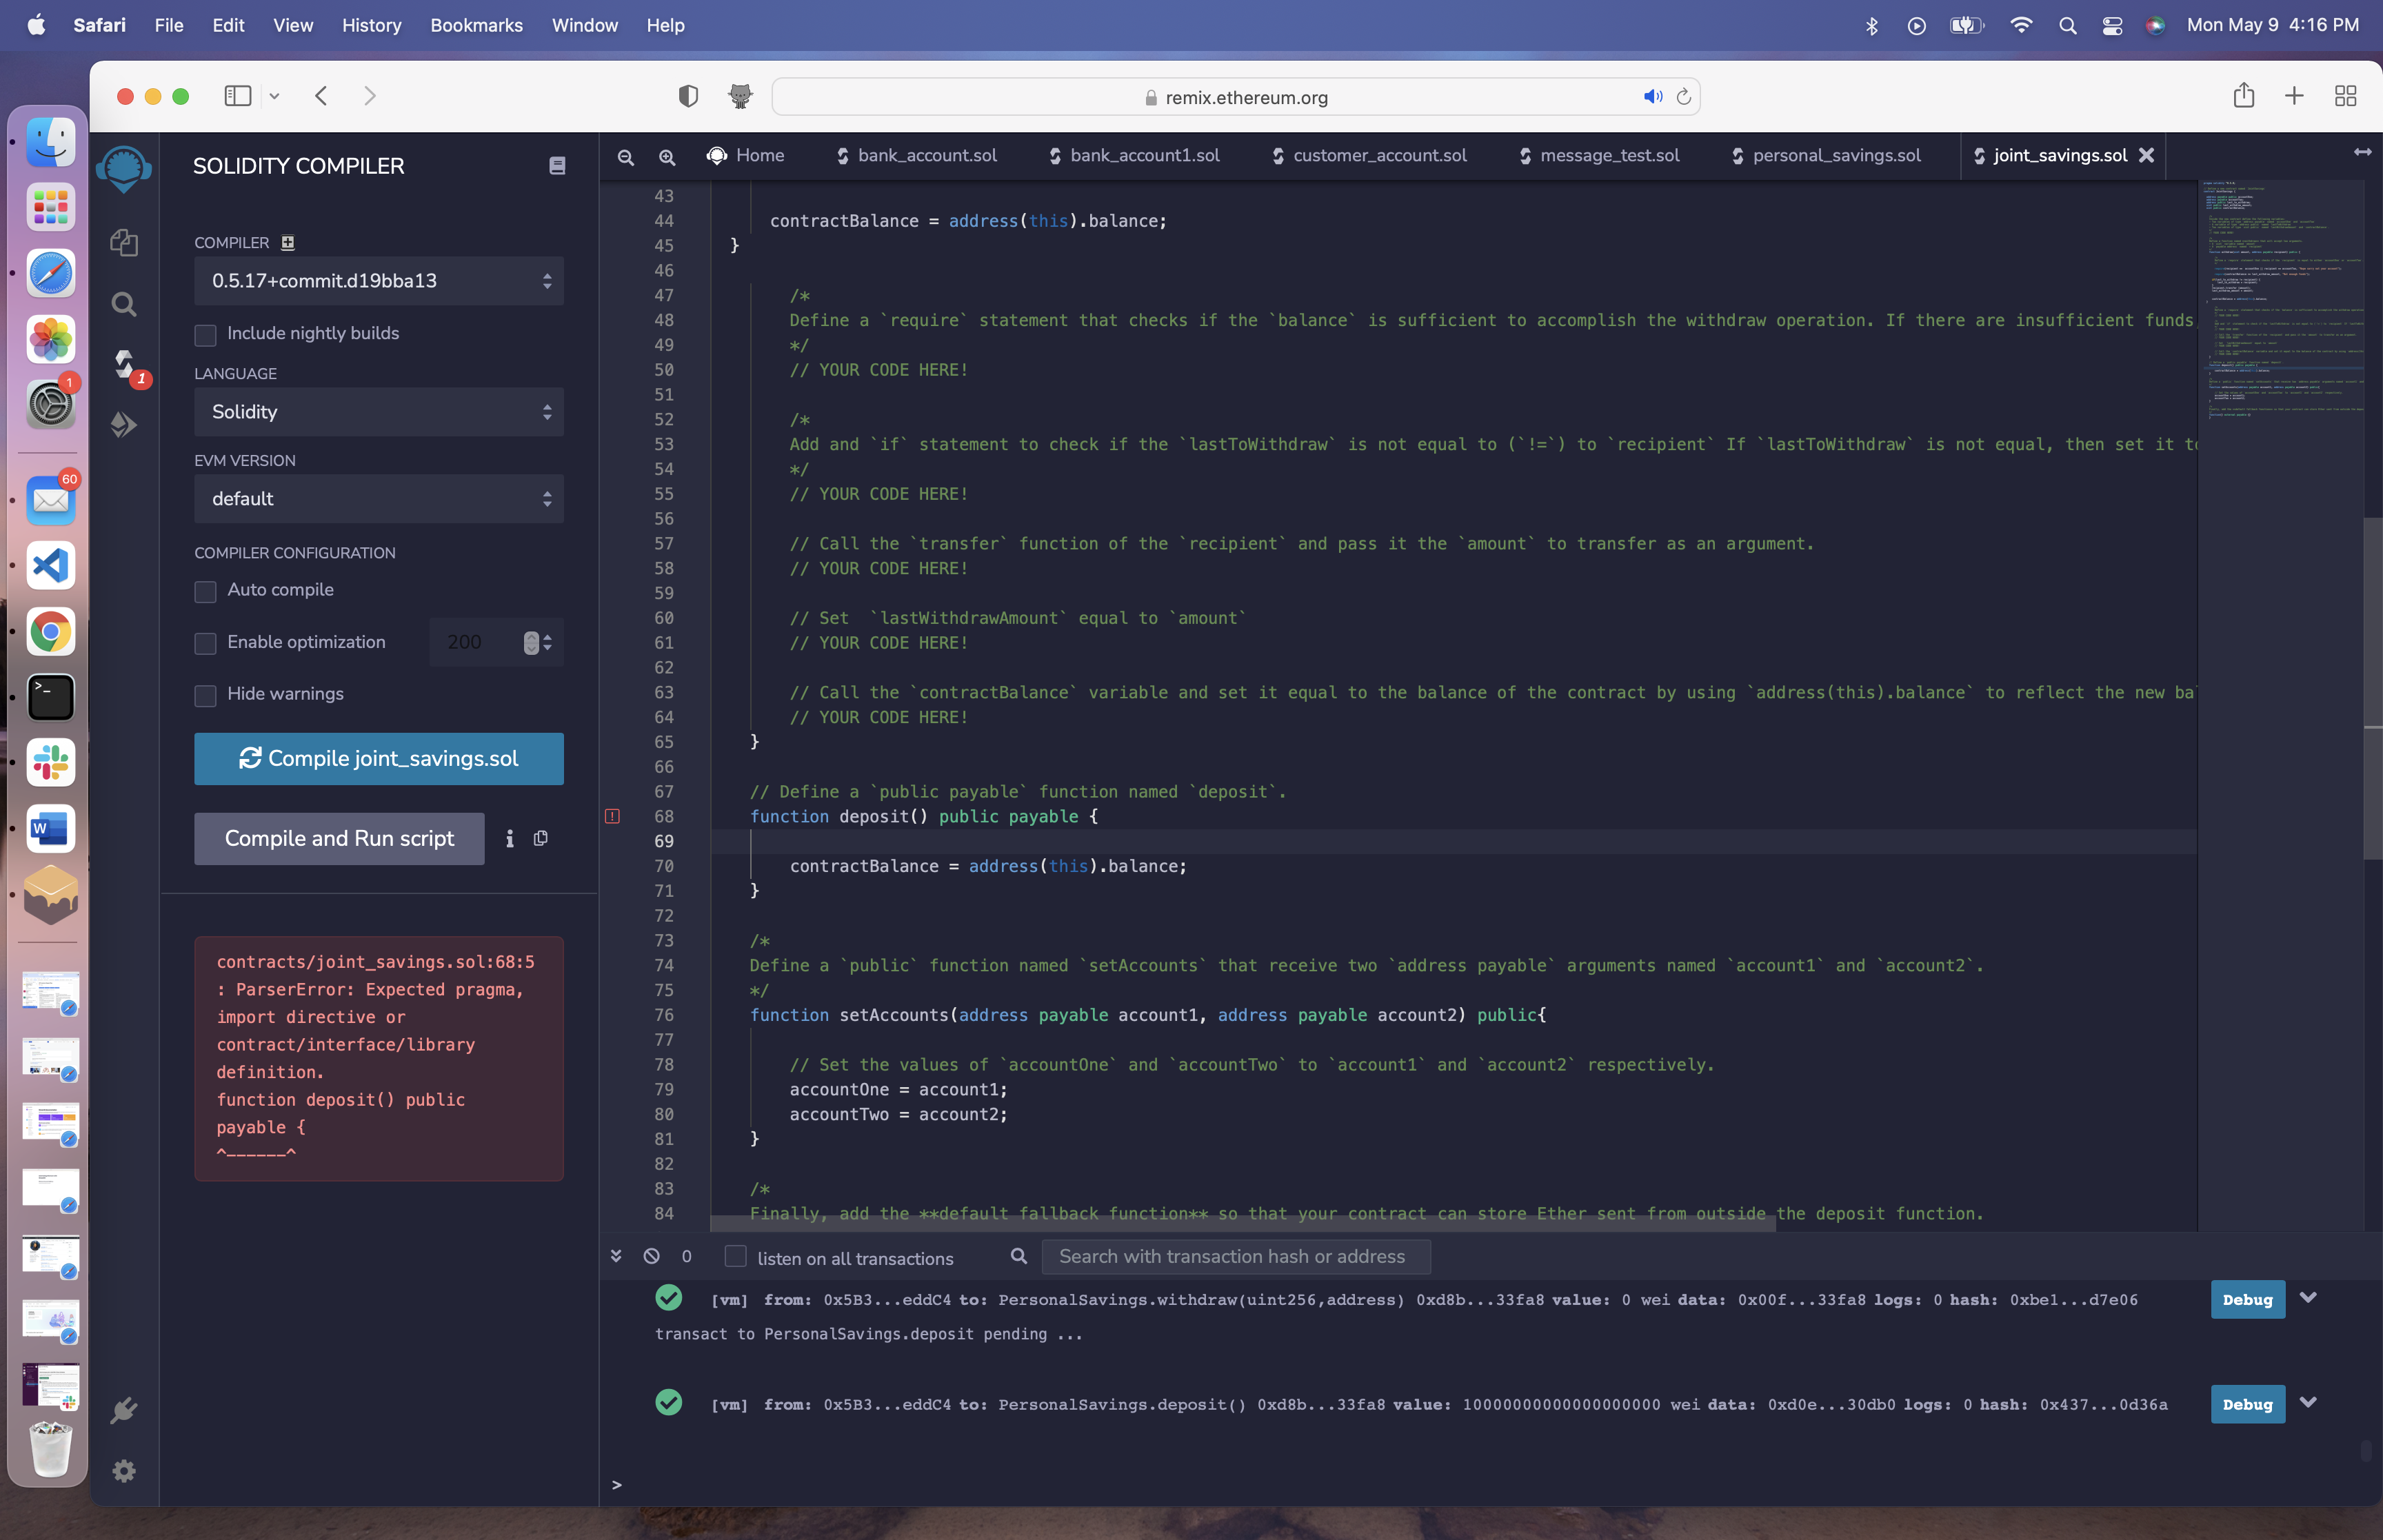 Safari File Edit View History Bookmarks Window Help Mon May 9 4:16 PM
remix.ethereum.org
SOLIDITY COMPILER
Home bank_account.sol bank_account1.sol customer_account.sol message_test.sol personal_savings.sol joint_savings.sol
COMPILER
0.5.17+commit.d19bba13
Include nightly builds
LANGUAGE
Solidity
EVM VERSION
default
COMPILER CONFIGURATION
Auto compile
Enable optimization 200
Hide warnings
Compile joint_savings.sol
Compile and Run script
contracts/joint_savings.sol:68:5
: ParserError: Expected pragma,
import directive or
contract/interface/library
definition.
function deposit() public
payable {
^------^
1
1
60
43
44 contractBalance = address(this).balance;
45 }
46
47 /*
48 Define a `require` statement that checks if the `balance` is sufficient to accomplish the withdraw operation. If there are insufficient funds
49 */
50 // YOUR CODE HERE!
51
52 /*
53 Add and `if` statement to check if the `lastToWithdraw` is not equal to (`!=`) to `recipient` If `lastToWithdraw` is not equal, then set it to
54 */
55 // YOUR CODE HERE!
56
57 // Call the `transfer` function of the `recipient` and pass it the `amount` to transfer as an argument.
58 // YOUR CODE HERE!
59
60 // Set  `lastWithdrawAmount` equal to `amount`
61 // YOUR CODE HERE!
62
63 // Call the `contractBalance` variable and set it equal to the balance of the contract by using `address(this).balance` to reflect the new ba
64 // YOUR CODE HERE!
65 }
66
67 // Define a `public payable` function named `deposit`.
68 function deposit() public payable {
69
70 contractBalance = address(this).balance;
71 }
72
73 /*
74 Define a `public` function named `setAccounts` that receive two `address payable` arguments named `account1` and `account2`.
75 */
76 function setAccounts(address payable account1, address payable account2) public{
77
78 // Set the values of `accountOne` and `accountTwo` to `account1` and `account2` respectively.
79 accountOne = account1;
80 accountTwo = account2;
81 }
82
83 /*
84 Finally, add the **default fallback function** so that your contract can store Ether sent from outside the deposit function.
0 listen on all transactions Search with transaction hash or address
[vm] from: 0x5B3...eddC4 to: PersonalSavings.withdraw(uint256,address) 0xd8b...33fa8 value: 0 wei data: 0x00f...33fa8 logs: 0 hash: 0xbe1...d7e06 Debug
transact to PersonalSavings.deposit pending ...
[vm] from: 0x5B3...eddC4 to: PersonalSavings.deposit() 0xd8b...33fa8 value: 10000000000000000000 wei data: 0xd0e...30db0 logs: 0 hash: 0x437...0d36a Debug
>